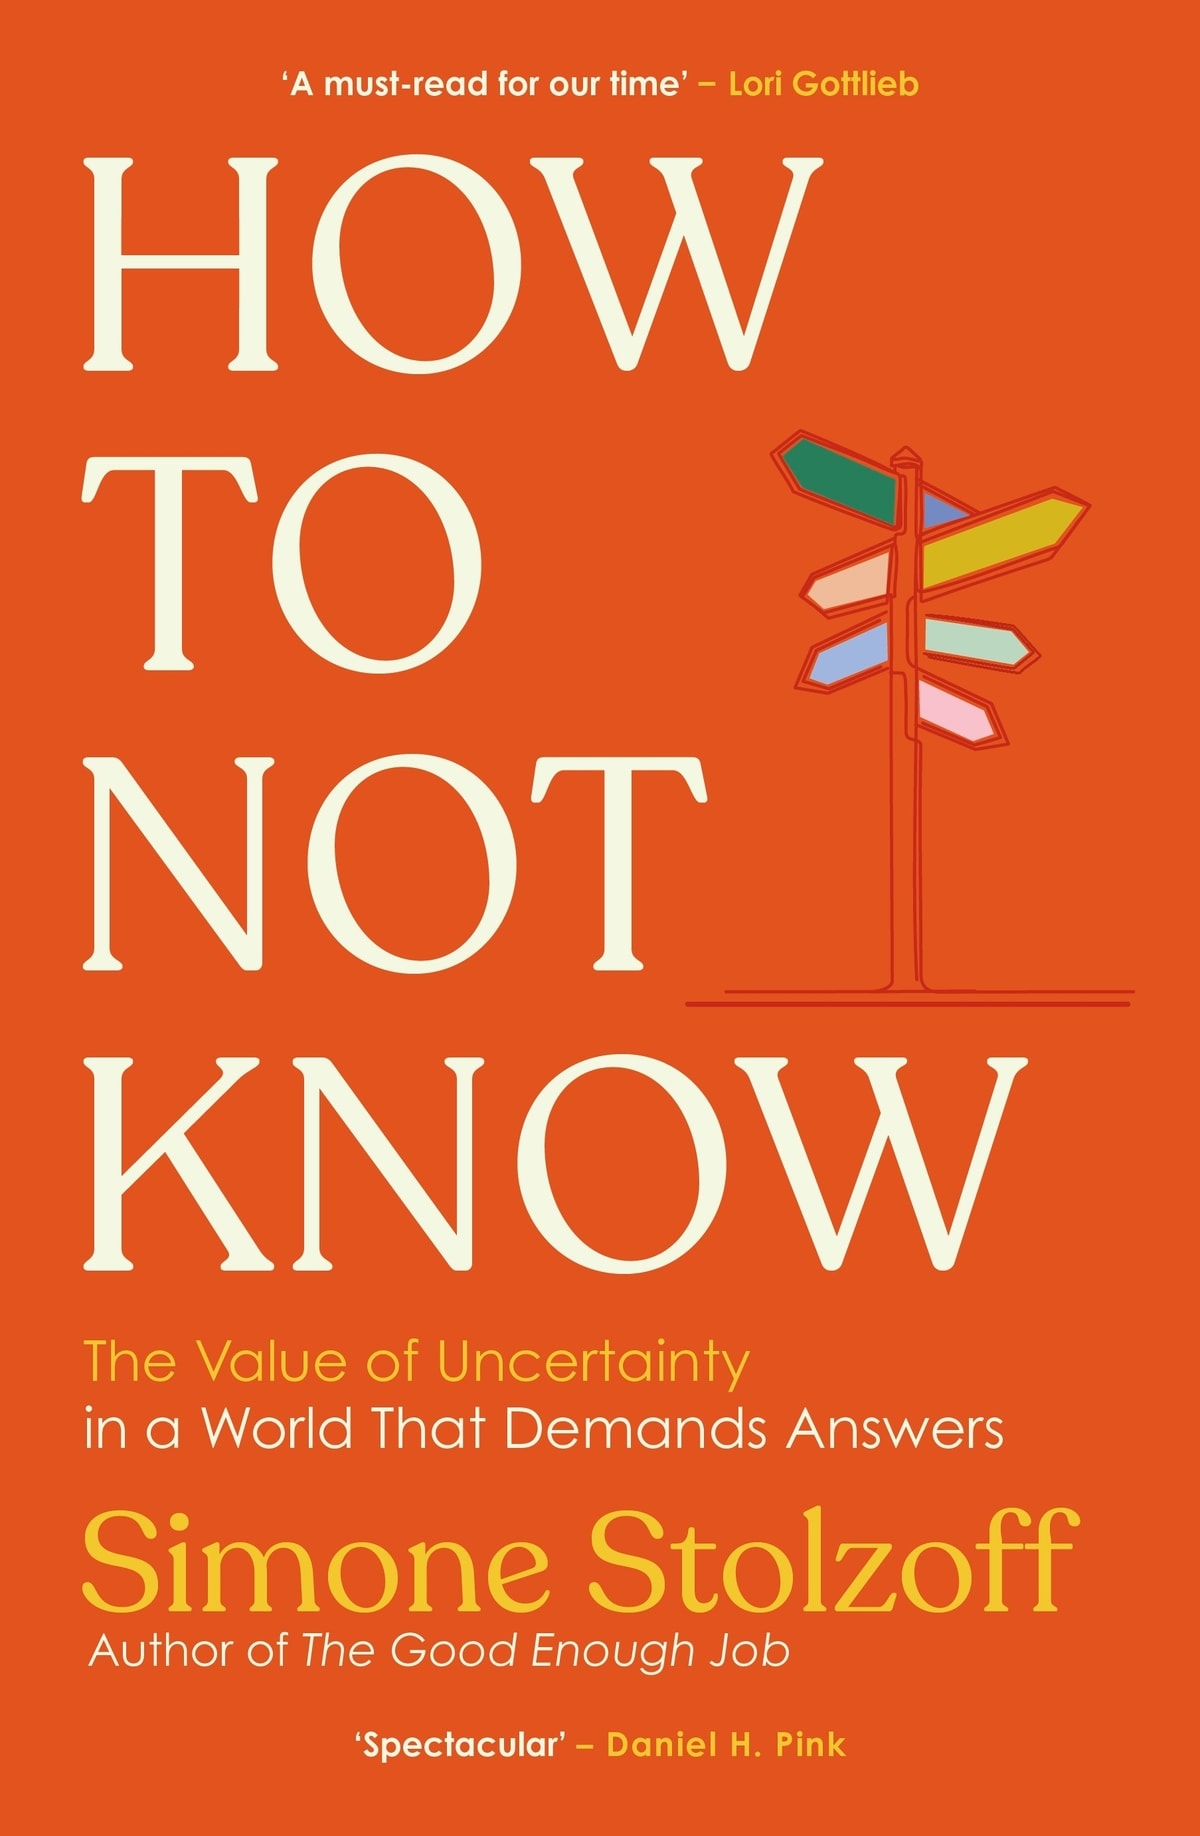 ‘A must-read for our time’ – Lori Gottlieb
HOW
TO
NOT
KNOW
The Value of Uncertainty
in a World That Demands Answers
Simone Stolzoff
Author of The Good Enough Job
‘Spectacular’ – Daniel H. Pink